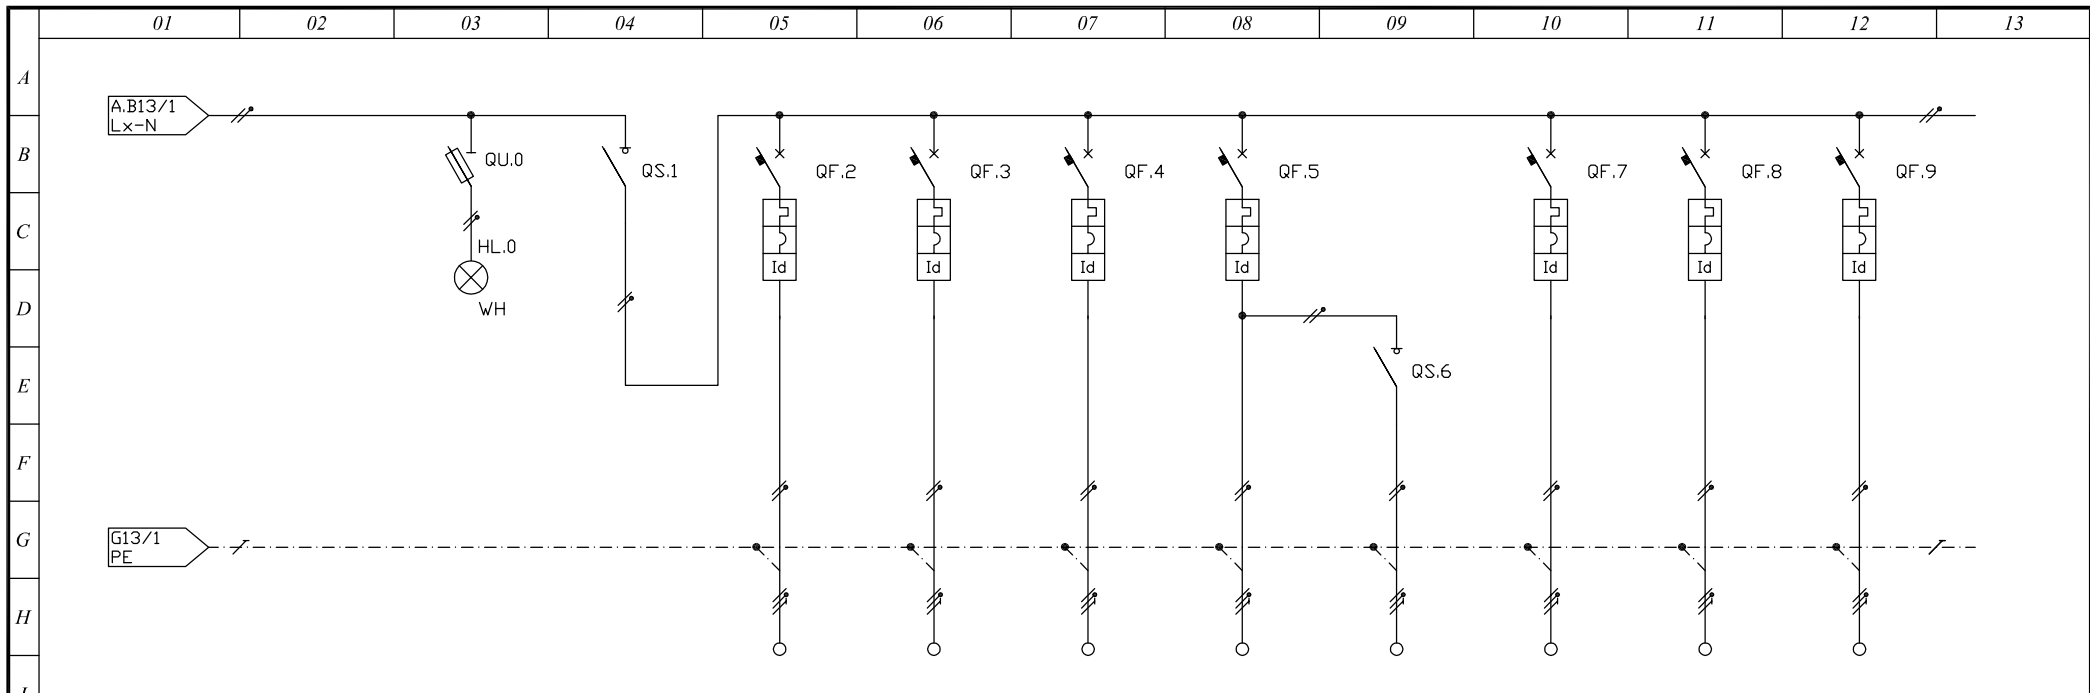 01 02 03 04 05 06 07 08 09 10 11 12 13
A
A.B13/1
Lx-N
B
QU.0
QS.1
QF.2
QF.3
QF.4
QF.5
QF.7
QF.8
QF.9
C
HL.0
Id Id Id Id Id Id Id
D
WH
E
QS.6
F
G
G13/1
PE
H